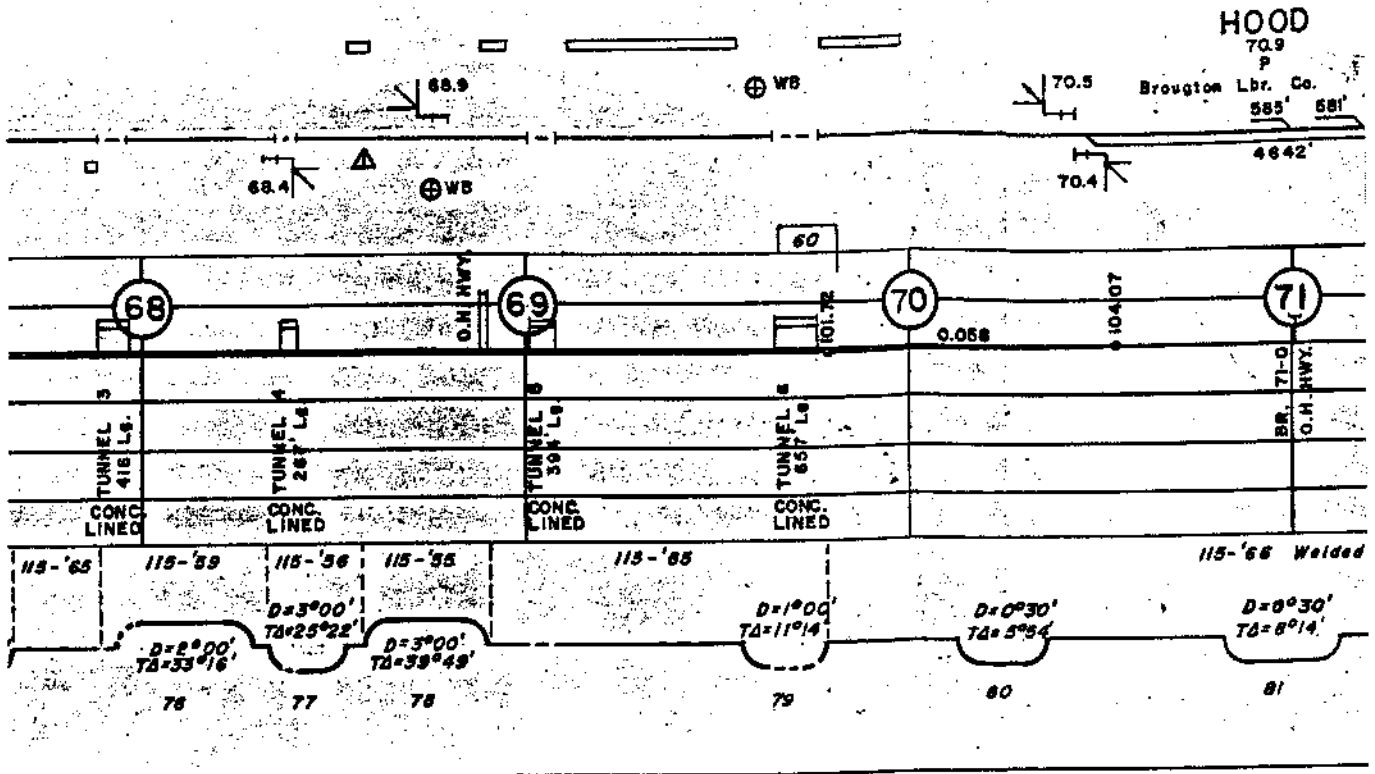 HOOD
70.9
P
Brougton Lbr. Co.
585'
581'
4642'
68.9
WB
70.5
68.4
WB
70.4
60
O.H. HWY.
68
69
70
71
101.72
0.058
104.07
TUNNEL 3
416' Lg.
CONC.
LINED
TUNNEL 4
267' Lg.
CONC.
LINED
TUNNEL 5
394' Lg.
CONC.
LINED
TUNNEL 6
657' Lg.
CONC.
LINED
BR. 71-0
O.H. HWY.
115-'65
115-'59
115-'56
115-'55
115-'65
115-'66 Welded
D=2°00'
TΔ=33°16'
D=3°00'
TΔ=25°22'
D=3°00'
TΔ=39°49'
D=1°00'
TΔ=11°14'
D=0°30'
TΔ=5°54'
D=0°30'
TΔ=8°14'
76
77
78
79
80
81